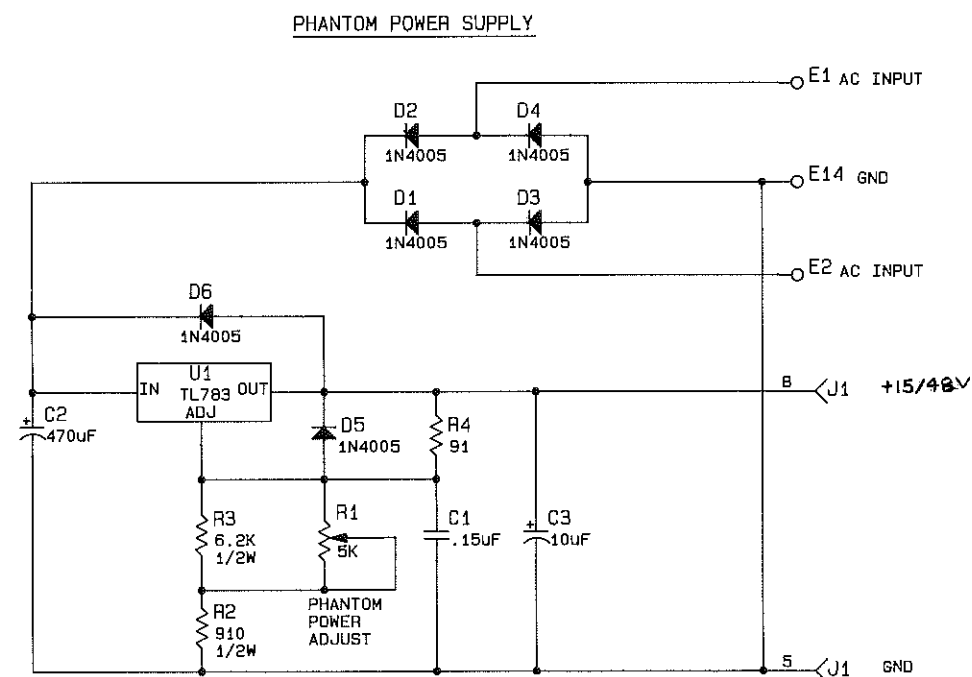 PHANTOM POWER SUPPLY
E1 AC INPUT
D2
D4
1N4005
1N4005
E14 GND
D1
D3
1N4005
1N4005
E2 AC INPUT
D6
1N4005
U1
IN TL783 OUT
ADJ
8 J1 +15/48V
C2
470uF
D5
1N4005
R4
91
R3
6.2K
1/2W
R1
5K
C1
.15uF
C3
10uF
PHANTOM
POWER
ADJUST
R2
910
1/2W
5 J1 GND